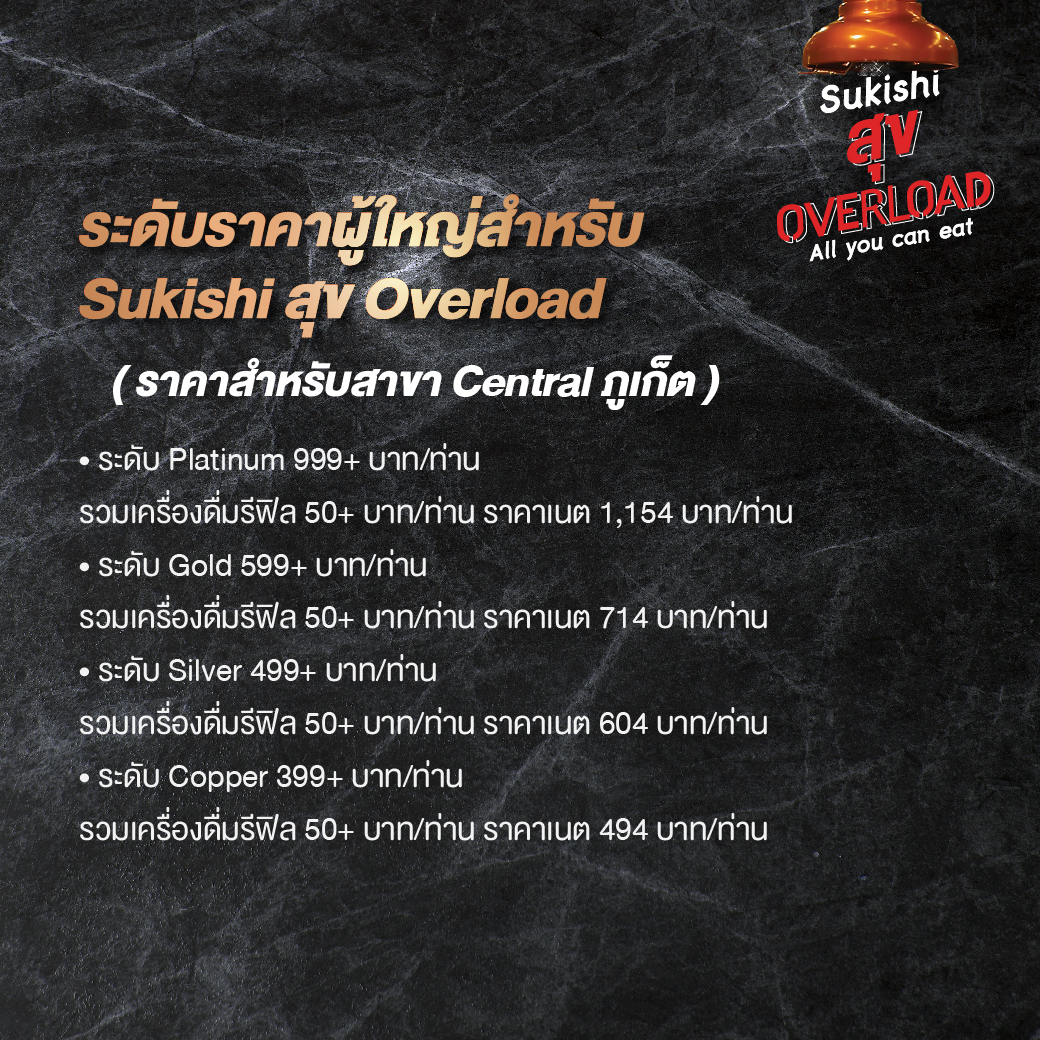 Sukishi
สุข
OVERLOAD
All you can eat
ระดับราคาผู้ใหญ่สำหรับ
Sukishi สุข Overload
( ราคาสำหรับสาขา Central ภูเก็ต )
• ระดับ Platinum 999+ บาท/ท่าน
รวมเครื่องดื่มรีฟิล 50+ บาท/ท่าน ราคาเนต 1,154 บาท/ท่าน
• ระดับ Gold 599+ บาท/ท่าน
รวมเครื่องดื่มรีฟิล 50+ บาท/ท่าน ราคาเนต 714 บาท/ท่าน
• ระดับ Silver 499+ บาท/ท่าน
รวมเครื่องดื่มรีฟิล 50+ บาท/ท่าน ราคาเนต 604 บาท/ท่าน
• ระดับ Copper 399+ บาท/ท่าน
รวมเครื่องดื่มรีฟิล 50+ บาท/ท่าน ราคาเนต 494 บาท/ท่าน